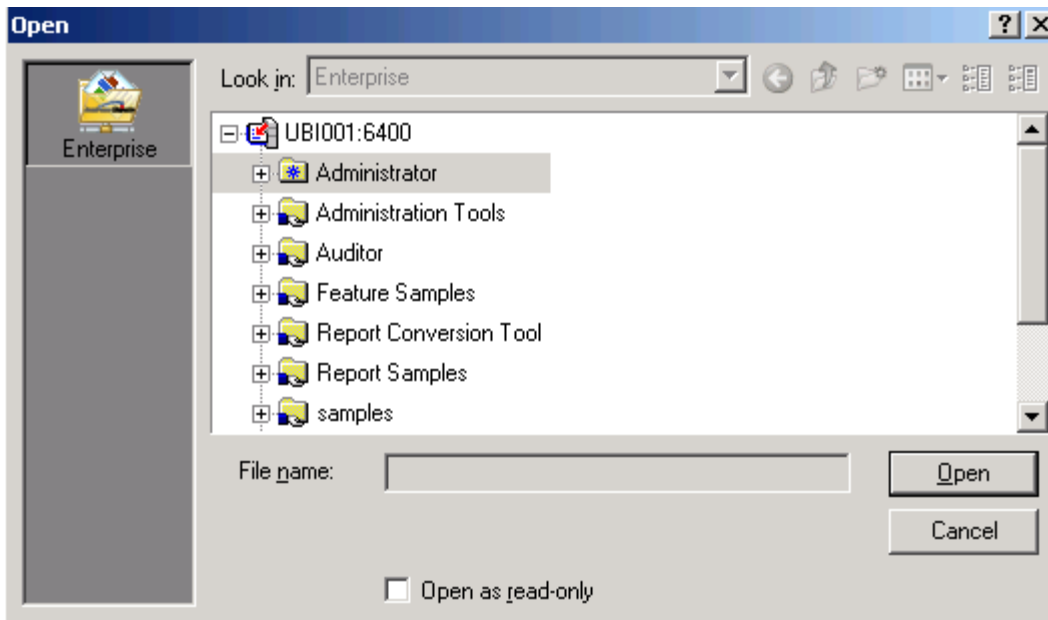 Open
Look in: Enterprise
Enterprise
UBI001:6400
Administrator
Administration Tools
Auditor
Feature Samples
Report Conversion Tool
Report Samples
samples
File name:
Open
Cancel
Open as read-only